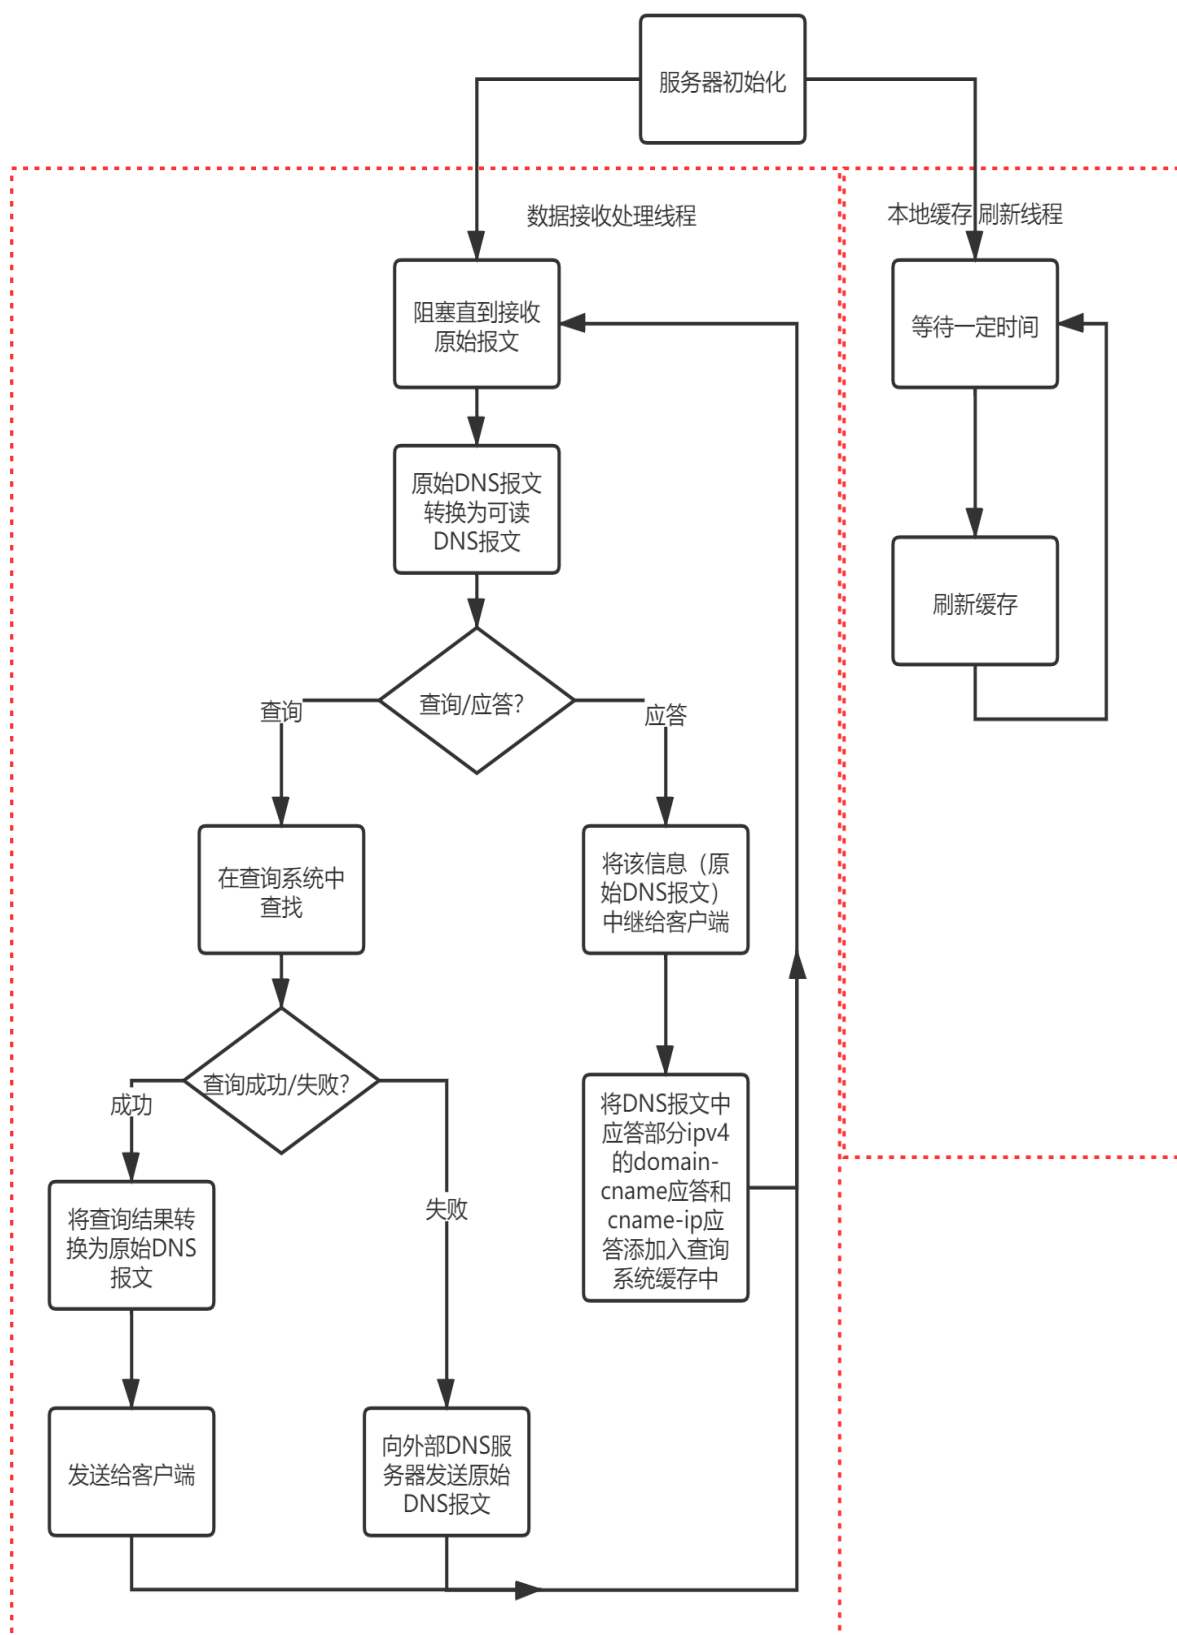 服务器初始化
数据接收处理线程
本地缓存 刷新线程
阻塞直到接收
原始报文
等待一定时间
原始DNS报文
转换为可读
DNS报文
刷新缓存
查询/应答?
查询
应答
在查询系统中
查找
将该信息（原
始DNS报文）
中继给客户端
查询成功/失败?
成功
失败
将DNS报文中
应答部分ipv4
的domain-
cname应答和
cname-ip应
答添加入查询
系统缓存中
将查询结果转
换为原始DNS
报文
发送给客户端
向外部DNS服
务器发送原始
DNS报文